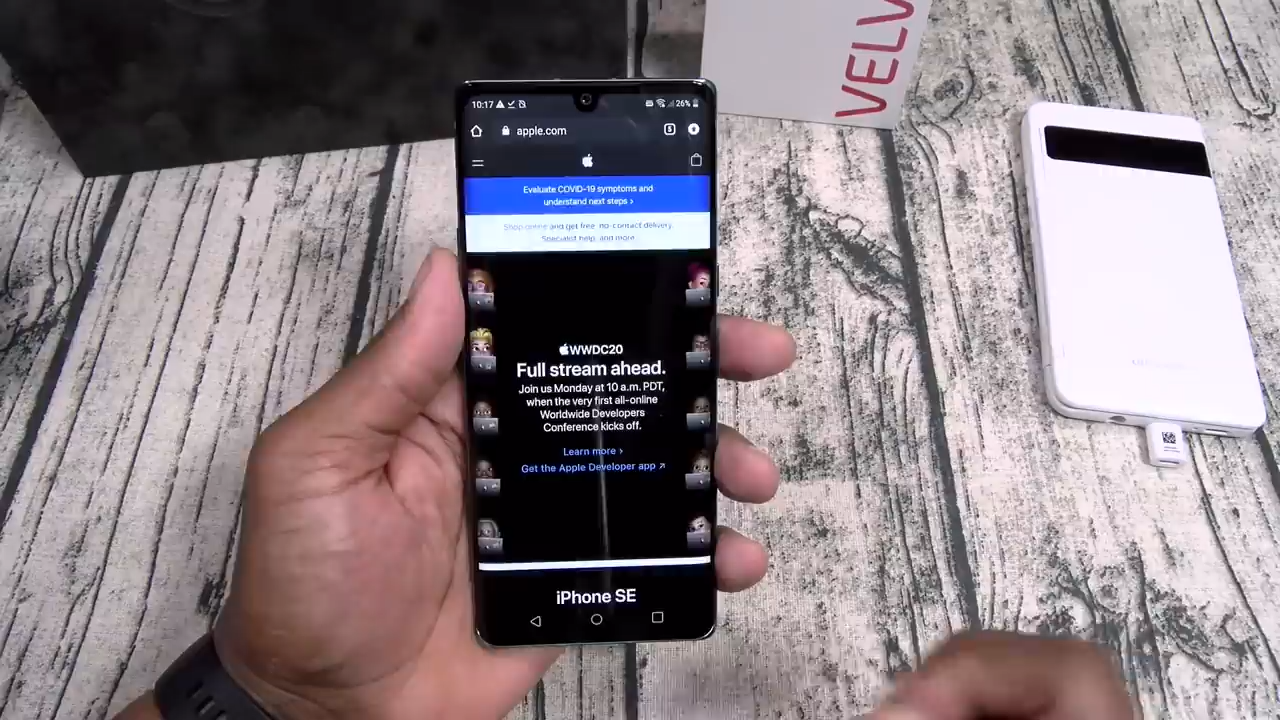 VELV
10:17
26%
apple.com
5
Evaluate COVID-19 symptoms and
understand next steps >
Shop online and get free, no-contact delivery,
Specialist help, and more.
WWDC20
Full stream ahead.
Join us Monday at 10 a.m. PDT,
when the very first all-online
Worldwide Developers
Conference kicks off.
Learn more >
Get the Apple Developer app ↗
iPhone SE